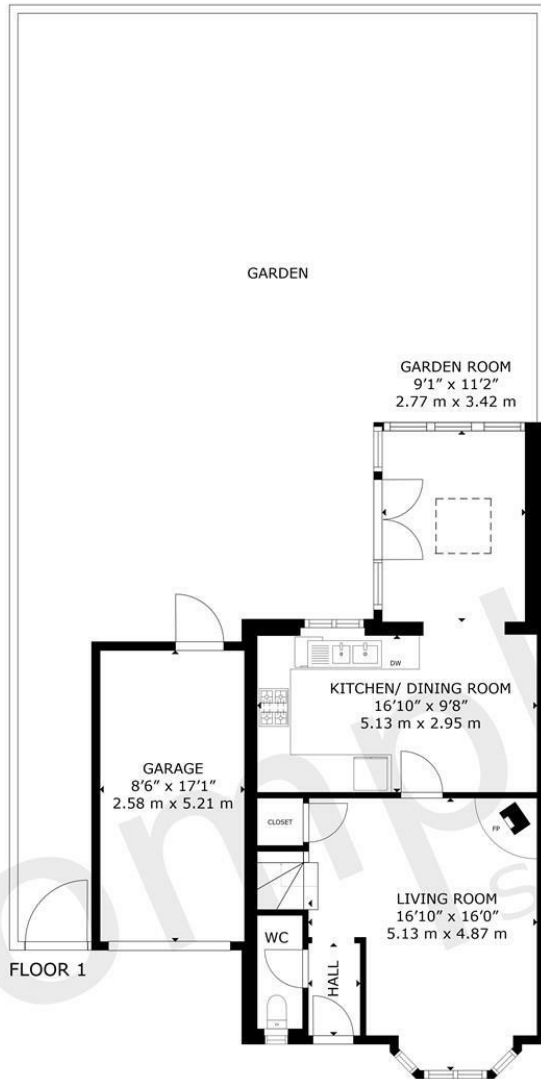 GARDEN
GARDEN ROOM
9'1" x 11'2"
2.77 m x 3.42 m
DW
KITCHEN/ DINING ROOM
16'10" x 9'8"
5.13 m x 2.95 m
GARAGE
8'6" x 17'1"
2.58 m x 5.21 m
CLOSET
FP
LIVING ROOM
16'10" x 16'0"
5.13 m x 4.87 m
WC
HALL
FLOOR 1